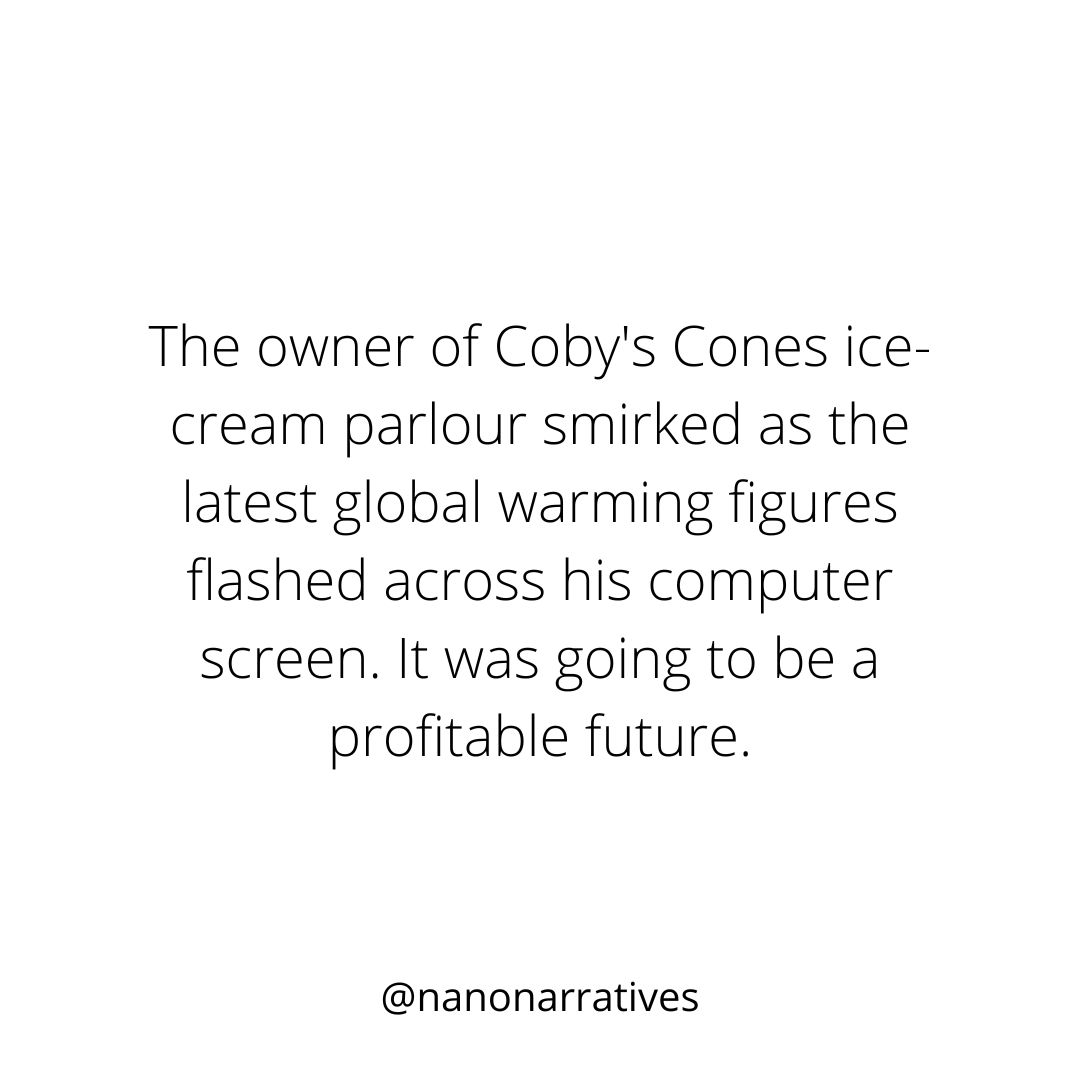 The owner of Coby's Cones ice-
cream parlour smirked as the
latest global warming figures
flashed across his computer
screen. It was going to be a
profitable future.
@nanonarratives